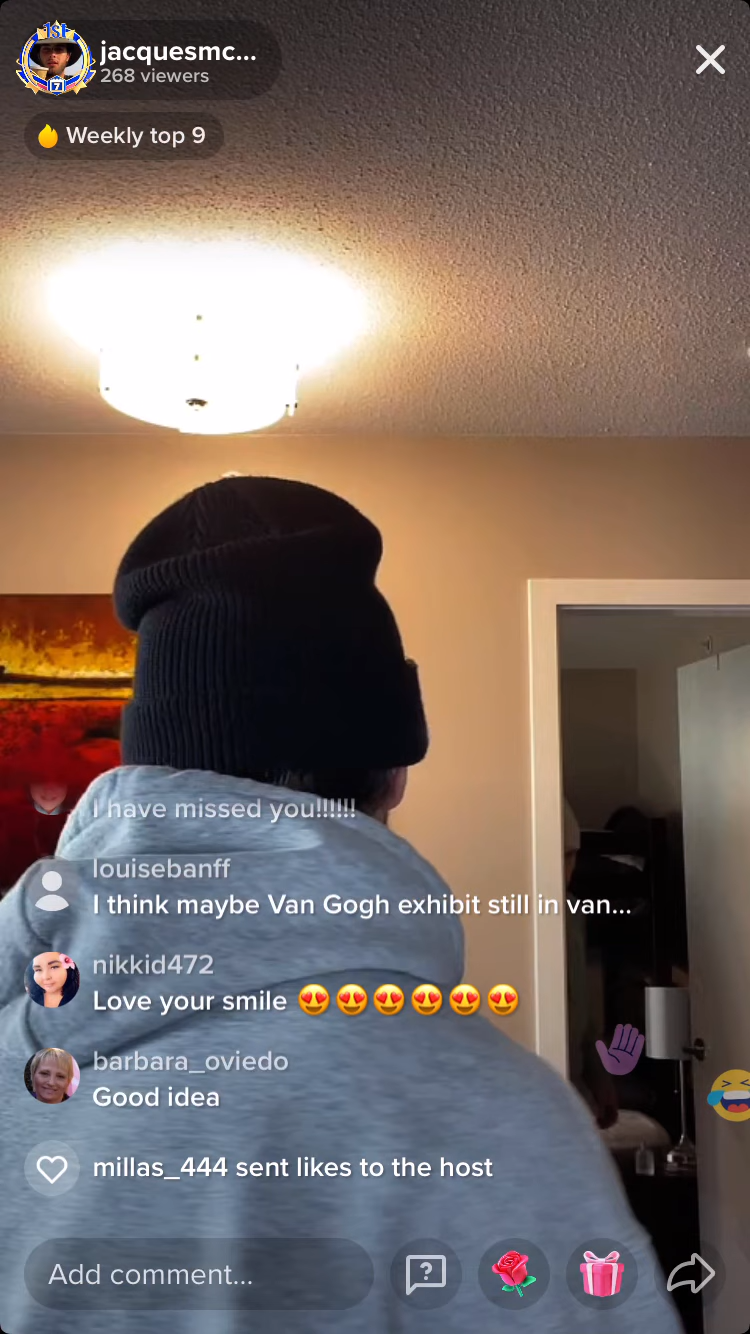 1st
jacquesmc...
268 viewers
7
Weekly top 9
I have missed you!!!!!!
louisebanff
I think maybe Van Gogh exhibit still in van...
nikkid472
Love your smile 😍😍😍😍😍😍
barbara_oviedo
Good idea
millas_444 sent likes to the host
Add comment...